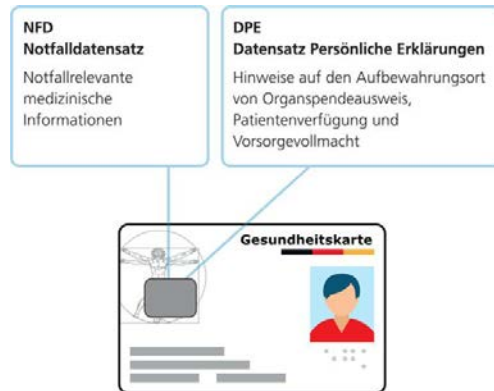 NFD
Notfalldatensatz
Notfallrelevante
medizinische
Informationen
DPE
Datensatz Persönliche Erklärungen
Hinweise auf den Aufbewahrungsort
von Organspendeausweis,
Patientenverfügung und
Vorsorgevollmacht
Gesundheitskarte